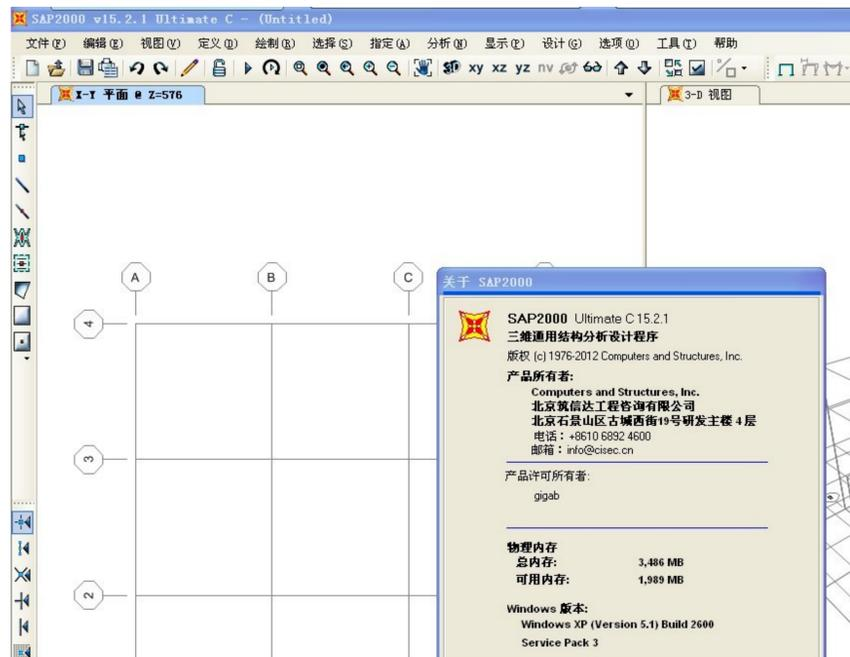 SAP2000 v15.2.1 Ultimate C - (Untitled)
文件(F) 编辑(E) 视图(V) 定义(D) 绘制(R) 选择(S) 指定(A) 分析(N) 显示(P) 设计(G) 选项(O) 工具(T) 帮助
3D xy xz yz nv
X-Y 平面 @ Z=576
3-D 视图
A B C
4
3
2
关于 SAP2000
SAP2000 Ultimate C 15.2.1
三维通用结构分析设计程序
版权 (c) 1976-2012 Computers and Structures, Inc.
产品所有者:
Computers and Structures, Inc.
北京筑信达工程咨询有限公司
北京石景山区古城西街19号研发主楼 4 层
电话：+8610 6892 4600
邮箱：info@cisec.cn
产品许可所有者:
gigab
物理内存
总内存: 3,486 MB
可用内存: 1,989 MB
Windows 版本:
Windows XP (Version 5.1) Build 2600
Service Pack 3